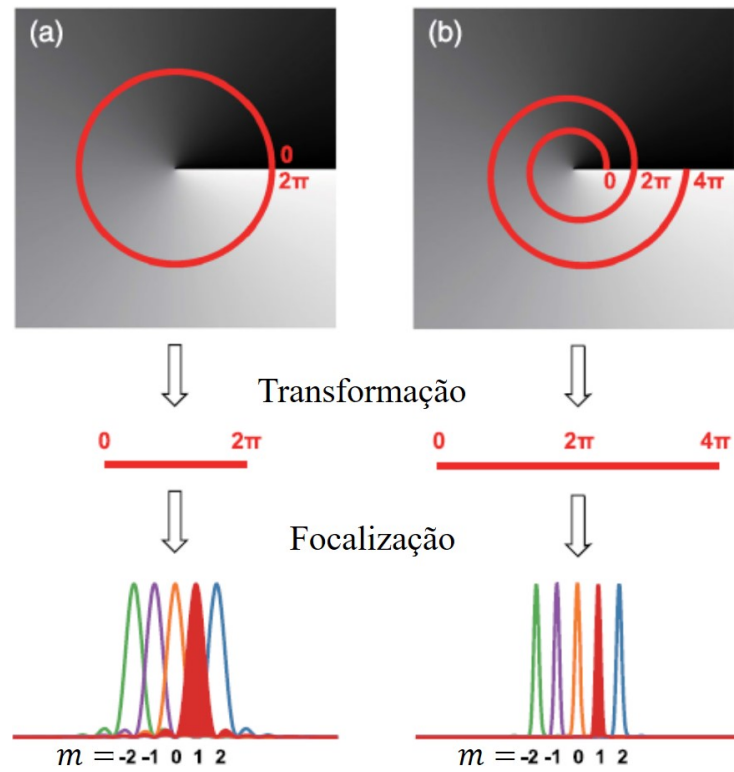 (a)
0
2π
(b)
0 2π 4π
Transformação
0 2π
0 2π 4π
Focalização
m = -2 -1 0 1 2
m = -2 -1 0 1 2